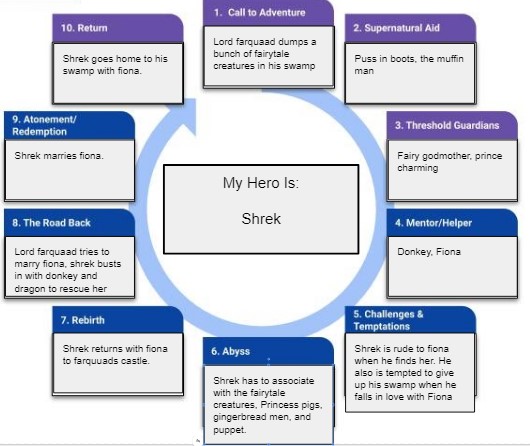 1. Call to Adventure
Lord farquaad dumps a
bunch of fairytale
creatures in his swamp
2. Supernatural Aid
Puss in boots, the muffin
man
3. Threshold Guardians
Fairy godmother, prince
charming
4. Mentor/Helper
Donkey, Fiona
5. Challenges &
Temptations
Shrek is rude to fiona
when he finds her. He
also is tempted to give
up his swamp when he
falls in love with Fiona
6. Abyss
Shrek has to associate
with the fairytale
creatures, Princess pigs,
gingerbread men, and
puppet.
7. Rebirth
Shrek returns with fiona
to farquuads castle.
8. The Road Back
Lord farquaad tries to
marry fiona, shrek busts
in with donkey and
dragon to rescue her
9. Atonement/
Redemption
Shrek marries fiona.
10. Return
Shrek goes home to his
swamp with fiona.
My Hero Is:
Shrek